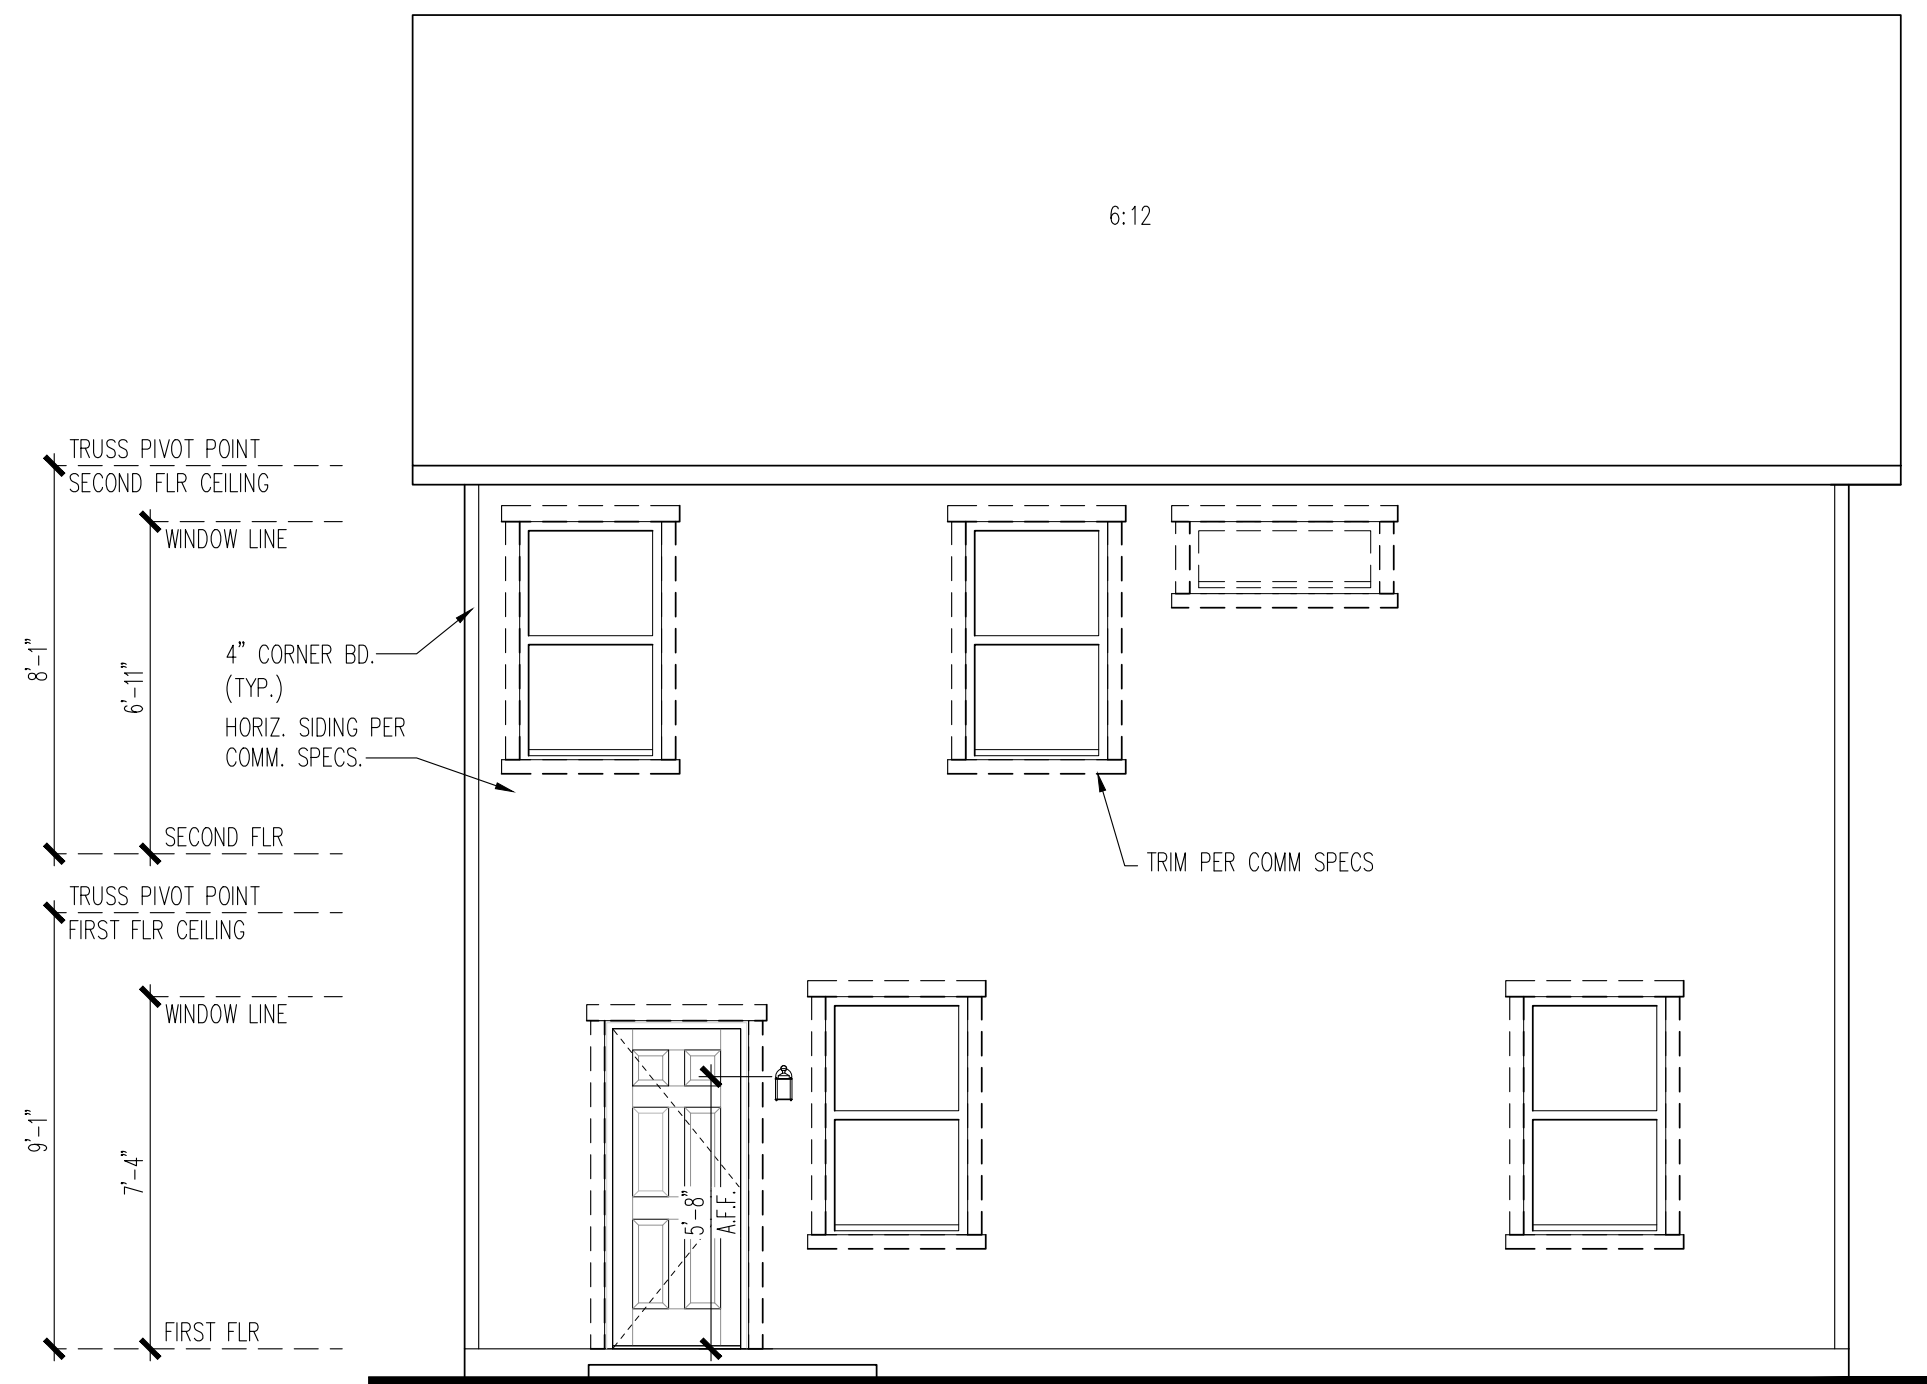 6:12
TRUSS PIVOT POINT
SECOND FLR CEILING
WINDOW LINE
8'-1"
6'-11"
4" CORNER BD.
(TYP.)
HORIZ. SIDING PER
COMM. SPECS.
SECOND FLR
TRIM PER COMM SPECS
TRUSS PIVOT POINT
FIRST FLR CEILING
WINDOW LINE
9'-1"
7'-4"
5'-8"
A.F.F.
FIRST FLR